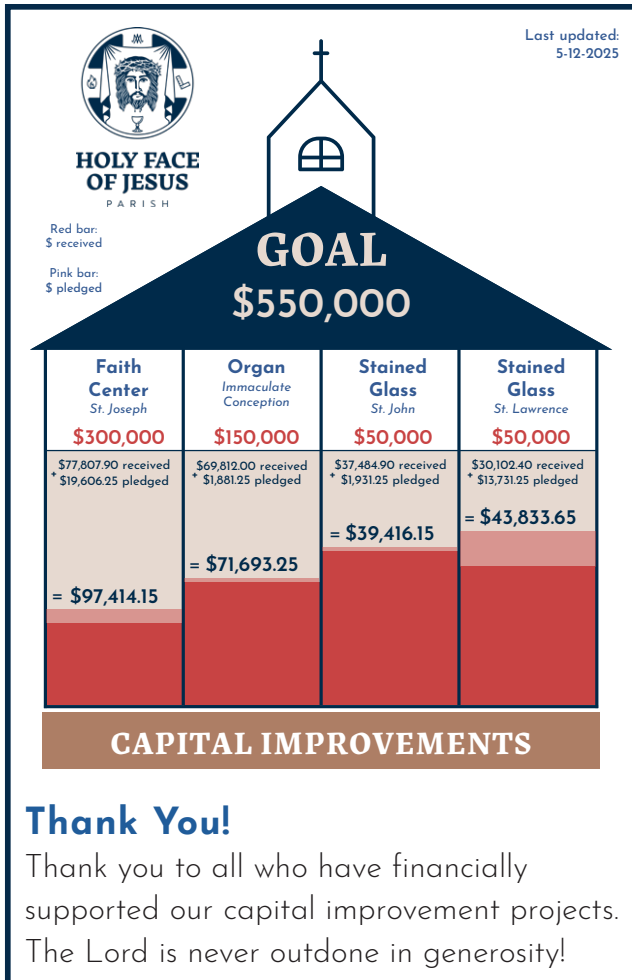 Last updated:
5-12-2025
HOLY FACE
OF JESUS
PARISH
Red bar:
$ received
Pink bar:
$ pledged
GOAL
$550,000
Faith
Center
St. Joseph
$300,000
$77,807.90 received
+ $19,606.25 pledged
= $97,414.15
Organ
Immaculate
Conception
$150,000
$69,812.00 received
+ $1,881.25 pledged
= $71,693.25
Stained
Glass
St. John
$50,000
$37,484.90 received
+ $1,931.25 pledged
= $39,416.15
Stained
Glass
St. Lawrence
$50,000
$30,102.40 received
+ $13,731.25 pledged
= $43,833.65
CAPITAL IMPROVEMENTS
Thank You!
Thank you to all who have financially
supported our capital improvement projects.
The Lord is never outdone in generosity!